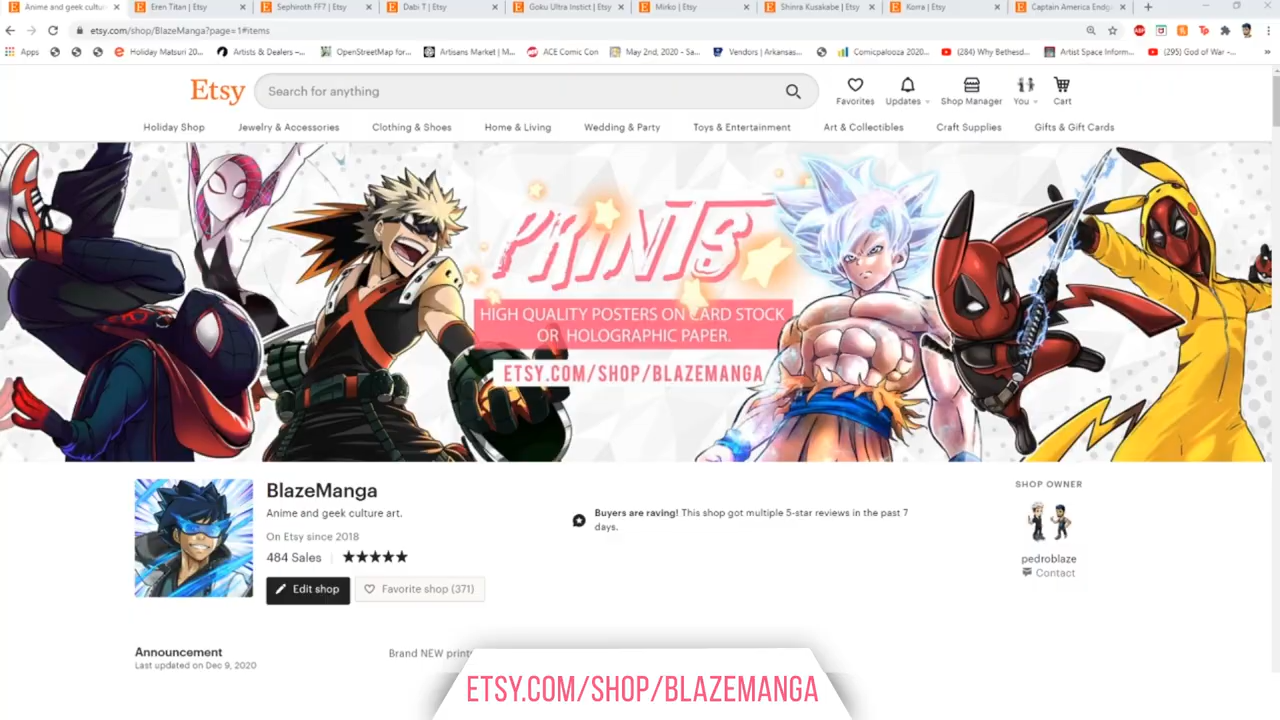 Anime and geek cultur
Eren Titan | Etsy
Sephiroth FF7 | Etsy
Dabi T | Etsy
Goku Ultra Instict | Etsy
Mirko | Etsy
Shinra Kusakabe | Etsy
Korra | Etsy
Captain America Endg
etsy.com/shop/BlazeManga?page=1#items
Apps
Holiday Matsuri 20...
Artists & Dealers –...
OpenStreetMap for...
Artisans Market | M...
ACE Comic Con
May 2nd, 2020 - Sa...
Vendors | Arkansas...
Comicpalooza 2020...
(284) Why Bethesd...
Artist Space Inform...
(295) God of War –...
Etsy
Search for anything
Favorites
Updates
Shop Manager
You
Cart
Holiday Shop
Jewelry & Accessories
Clothing & Shoes
Home & Living
Wedding & Party
Toys & Entertainment
Art & Collectibles
Craft Supplies
Gifts & Gift Cards
PRINTS
HIGH QUALITY POSTERS ON CARD STOCK
OR HOLOGRAPHIC PAPER.
ETSY.COM/SHOP/BLAZEMANGA
BlazeManga
Anime and geek culture art.
On Etsy since 2018
484 Sales
Edit shop
Favorite shop (371)
Buyers are raving! This shop got multiple 5-star reviews in the past 7
days.
SHOP OWNER
pedroblaze
Contact
Announcement
Last updated on Dec 9, 2020
Brand NEW print
ETSY.COM/SHOP/BLAZEMANGA